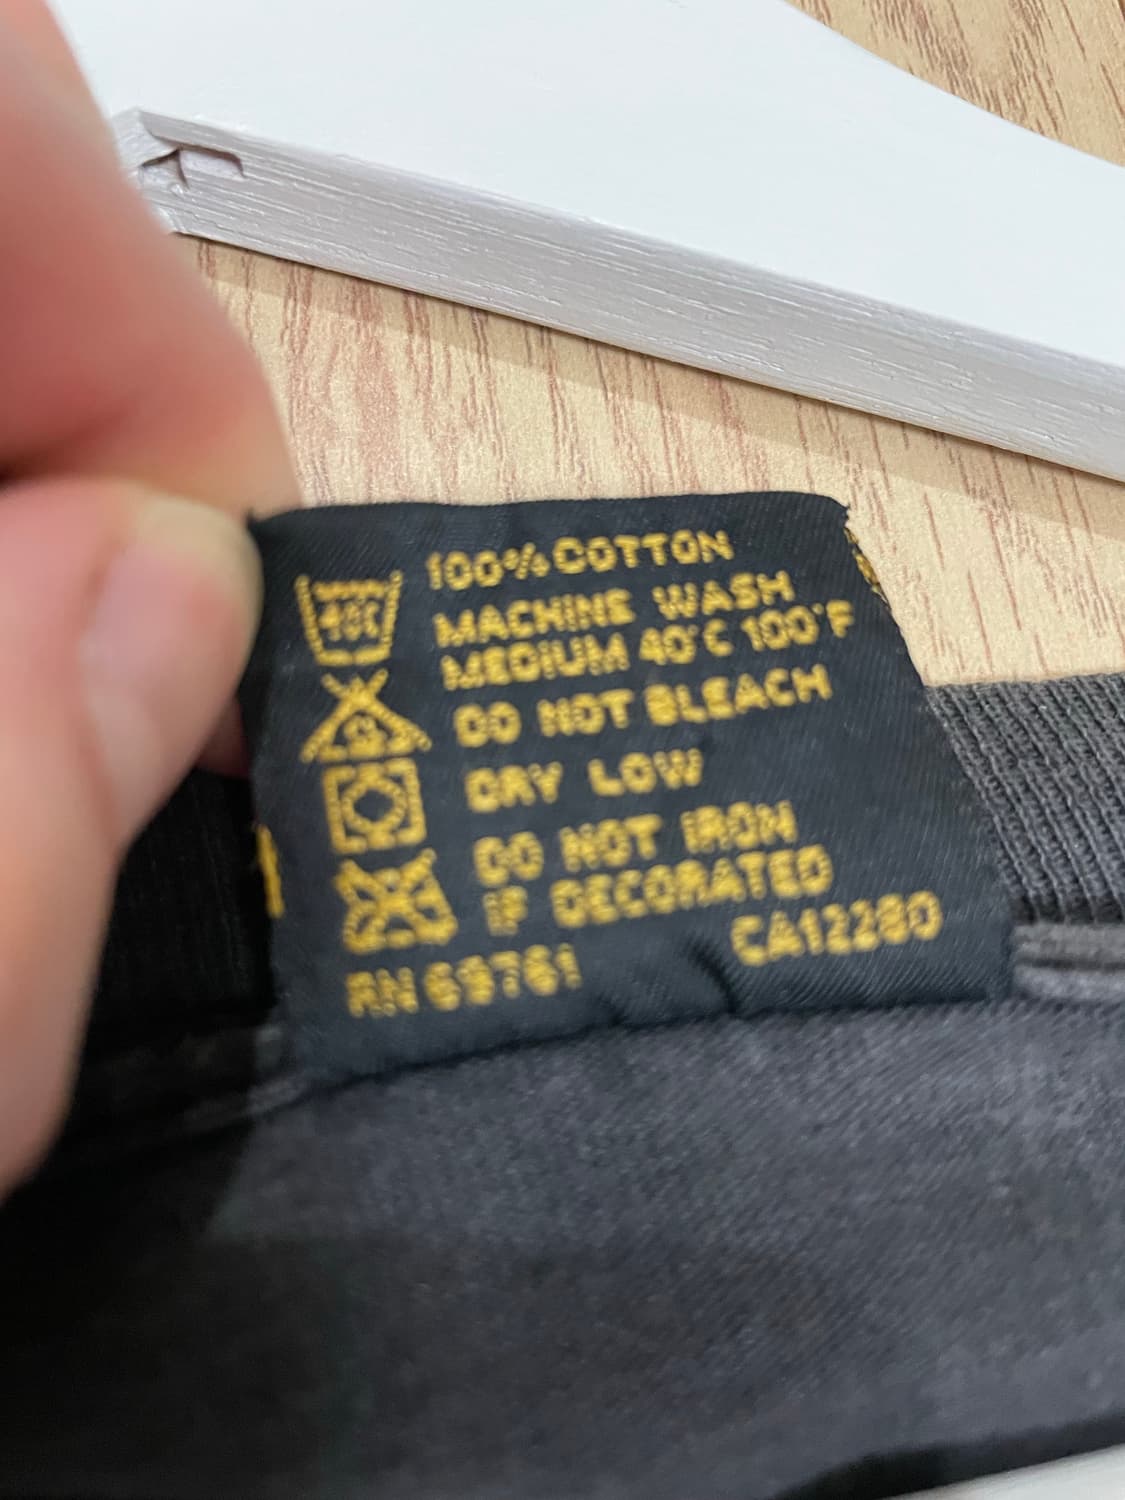 100% COTTON
40C
MACHINE WASH
MEDIUM 40°C 100°F
DO NOT BLEACH
DRY LOW
DO NOT IRON
IF DECORATED
CA12280
RN 69761